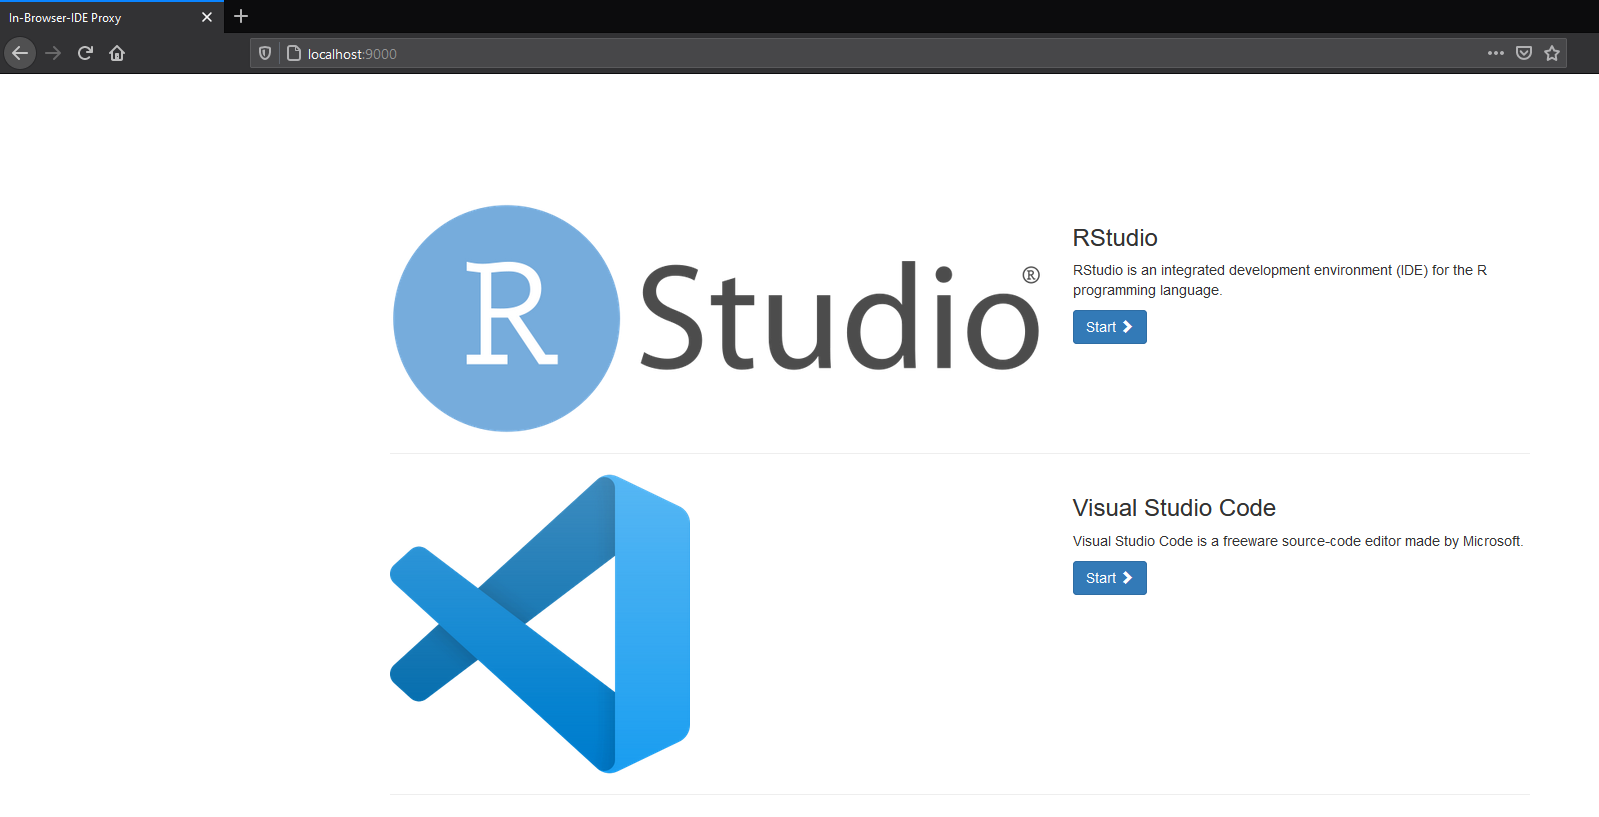 In-Browser-IDE Proxy
localhost:9000
R Studio ®
RStudio
RStudio is an integrated development environment (IDE) for the R
programming language.
Start
Visual Studio Code
Visual Studio Code is a freeware source-code editor made by Microsoft.
Start